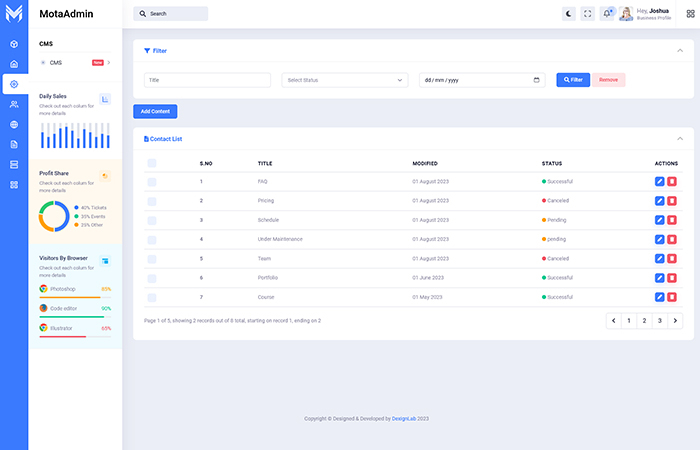 MotaAdmin
Search
Hey, Joshua
Business Profile
CMS
CMS
New
Daily Sales
Check out each colum for
more details
Profit Share
Check out each colum for
more details
40% Tickets
35% Events
25% Other
Visitors By Browser
Check out each colum for
more details
Photoshop
85%
Code editor
90%
Illustrator
65%
Filter
Title
Select Status
dd/mm/yyyy
Filter
Remove
Add Content
Contact List
S.NO TITLE MODIFIED STATUS ACTIONS
1 FAQ 01 August 2023 Successful
2 Pricing 01 August 2023 Canceled
3 Schedule 01 August 2023 Pending
4 Under Maintenance 01 August 2023 pending
5 Team 01 August 2023 Canceled
6 Portfolio 01 June 2023 Successful
7 Course 01 May 2023 Successful
Page 1 of 5, showing 2 records out of 8 total, starting on record 1, ending on 2
1 2 3
Copyright © Designed & Developed by DexignLab 2023